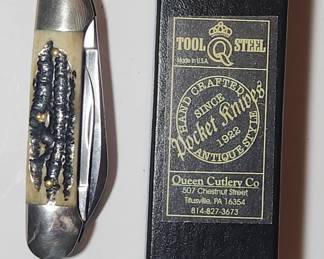 TOOL Q STEEL
Made in U.S.A.
HAND CRAFTED
SINCE
Pocket Knives
1922
ANTIQUE STYLE
Queen Cutlery Co
507 Chestnut Street
Titusville, PA 16354
814-827-3673